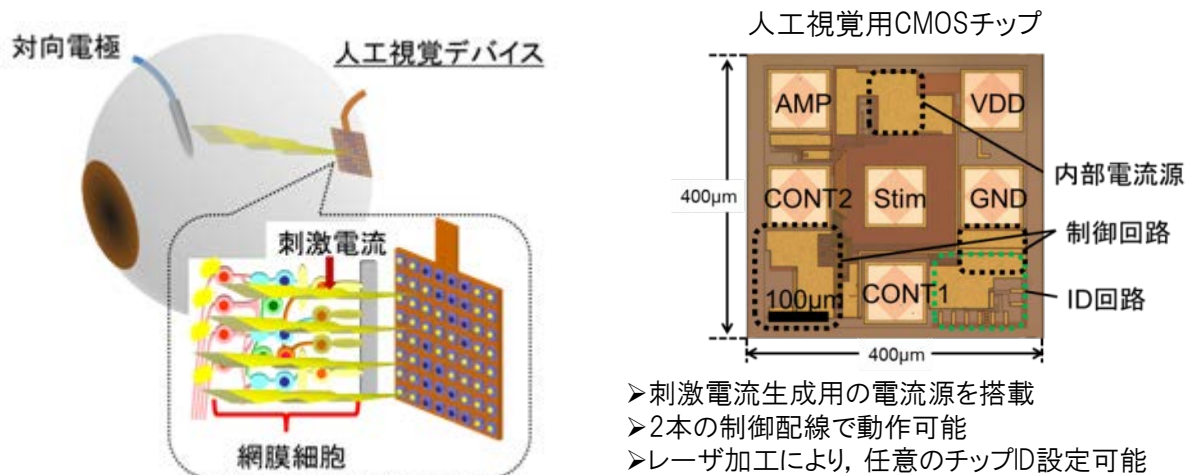 対向電極
人工視覚デバイス
刺激電流
網膜細胞
人工視覚用CMOSチップ
AMP
VDD
CONT2
Stim
GND
CONT1
100μm
400μm
400μm
内部電流源
制御回路
ID回路
➢刺激電流生成用の電流源を搭載
➢2本の制御配線で動作可能
➢レーザ加工により，任意のチップID設定可能